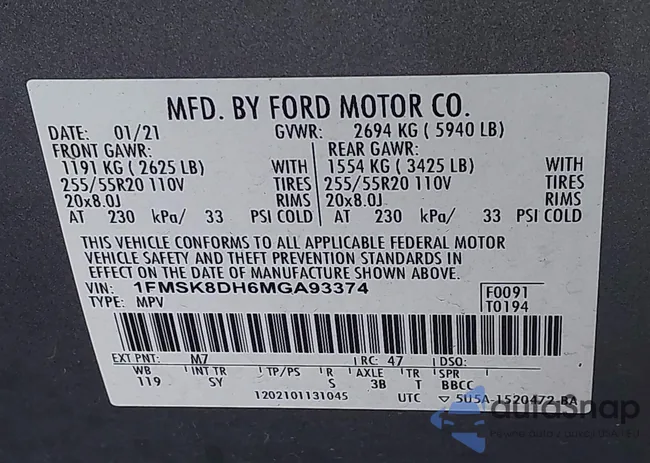 MFD. BY FORD MOTOR CO.
DATE: 01/21 GVWR: 2694 KG ( 5940 LB)
FRONT GAWR: REAR GAWR:
1191 KG ( 2625 LB) WITH 1554 KG ( 3425 LB) WITH
255/55R20 110V TIRES 255/55R20 110V TIRES
20x8.0J RIMS 20x8.0J RIMS
AT 230 kPa/ 33 PSI COLD AT 230 kPa/ 33 PSI COLD
THIS VEHICLE CONFORMS TO ALL APPLICABLE FEDERAL MOTOR
VEHICLE SAFETY AND THEFT PREVENTION STANDARDS IN
EFFECT ON THE DATE OF MANUFACTURE SHOWN ABOVE.
VIN: 1FMSK8DH6MGA93374 F0091
TYPE: MPV T0194
EXT PNT: M7 RC: 47 DSO:
WB INT TR TP/PS R AXLE TR SPR
119 SY S 3B T BBCC
1202101131045 UTC ▽ 5U5A-1520472-BA
autoSnap